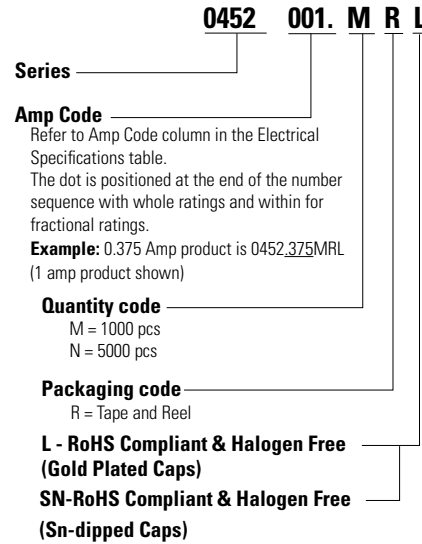 0452 001. M R L
Series
Amp Code
Refer to Amp Code column in the Electrical
Specifications table.
The dot is positioned at the end of the number
sequence with whole ratings and within for
fractional ratings.
Example: 0.375 Amp product is 0452.375MRL
(1 amp product shown)
Quantity code
M = 1000 pcs
N = 5000 pcs
Packaging code
R = Tape and Reel
L - RoHS Compliant & Halogen Free
(Gold Plated Caps)
SN-RoHS Compliant & Halogen Free
(Sn-dipped Caps)